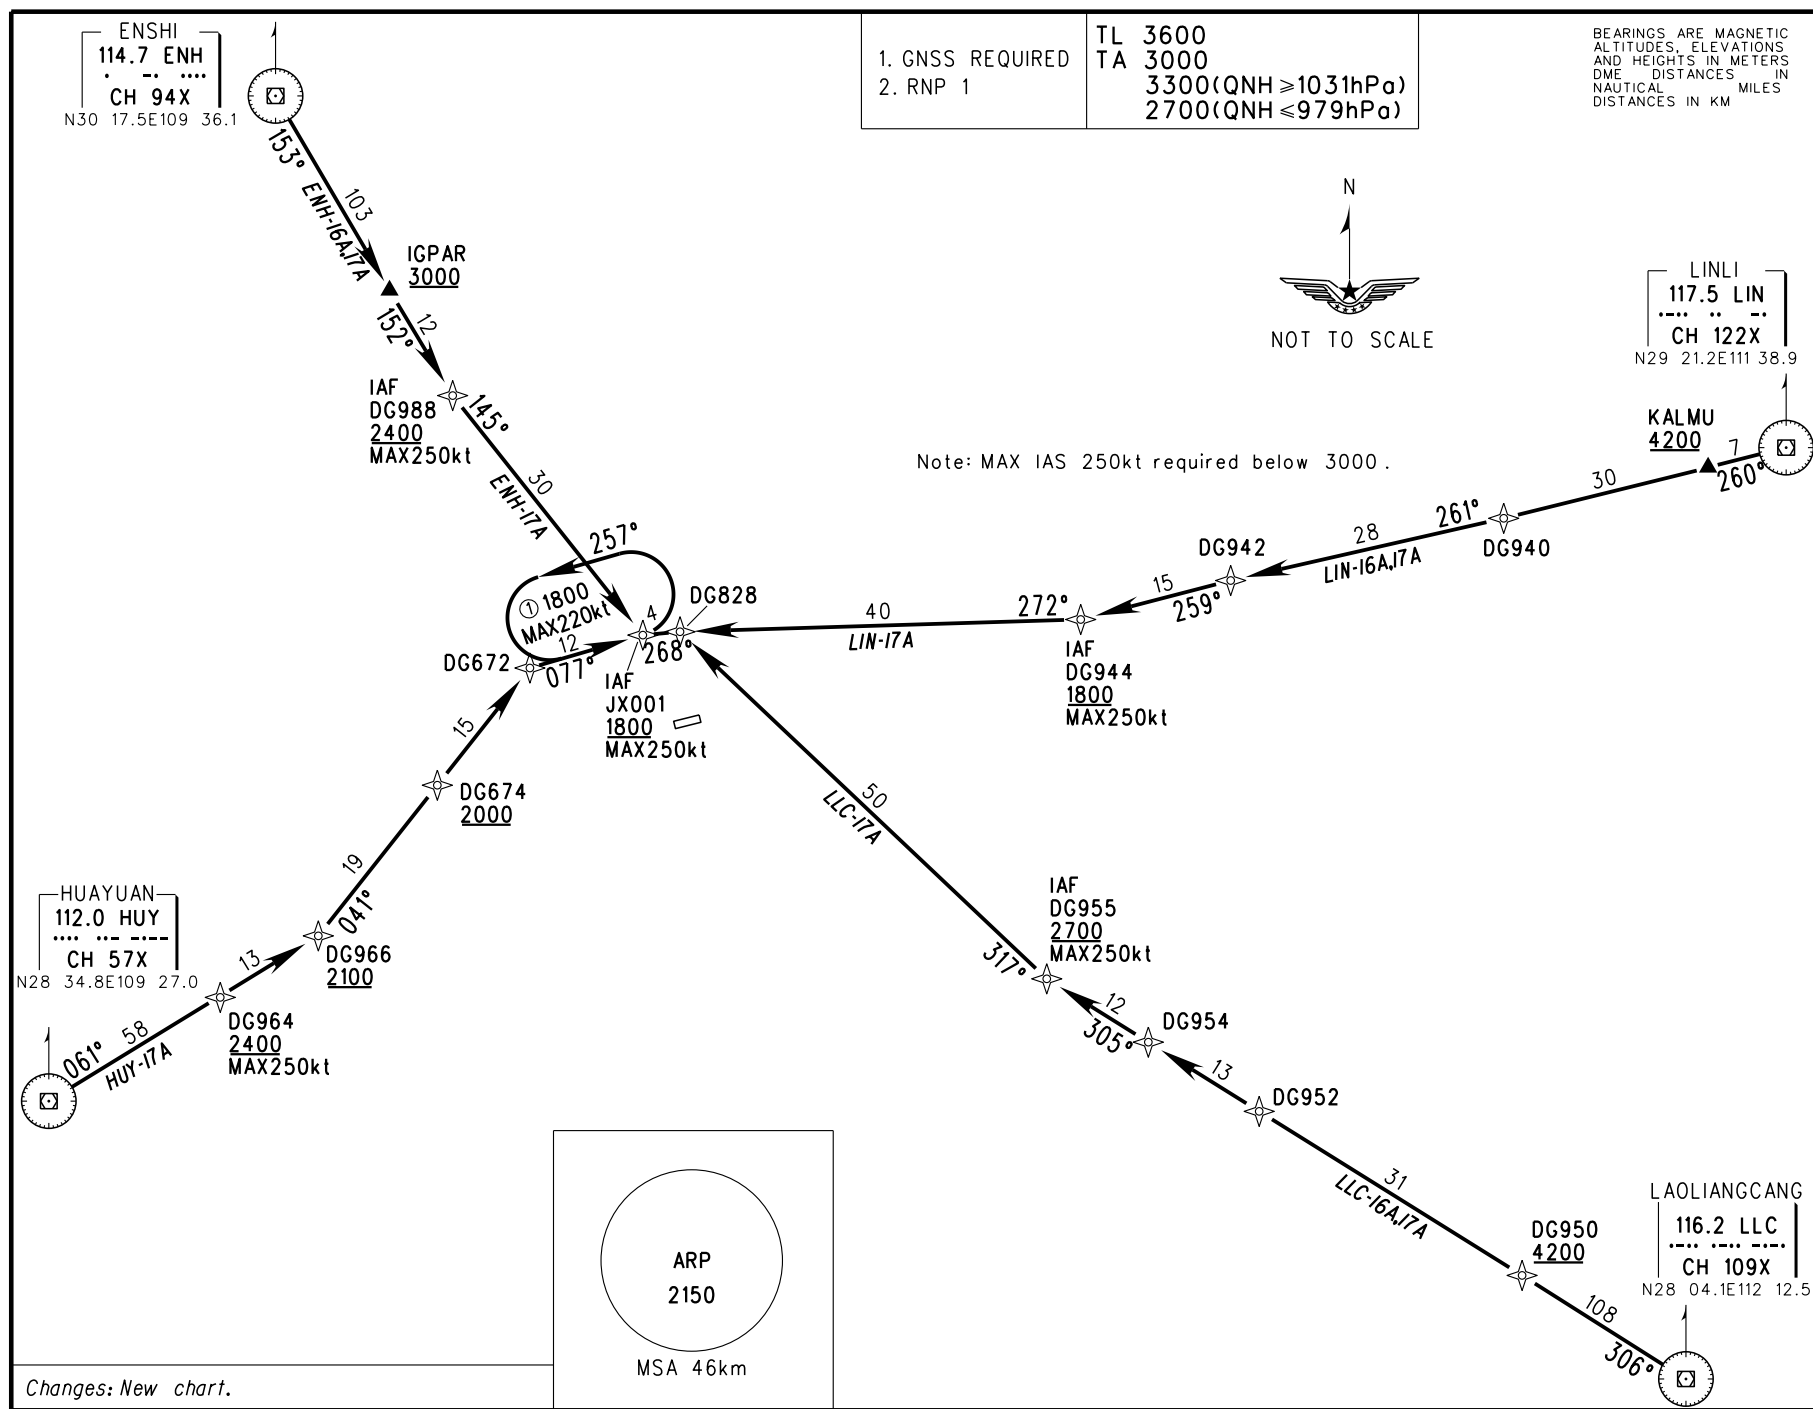 ENSHI
114.7 ENH
CH 94X
N30 17.5E109 36.1
1. GNSS REQUIRED
2. RNP 1
TL 3600
TA 3000
3300(QNH≥1031hPa)
2700(QNH≤979hPa)
BEARINGS ARE MAGNETIC
ALTITUDES, ELEVATIONS
AND HEIGHTS IN METERS
DME DISTANCES IN
NAUTICAL MILES
DISTANCES IN KM
153°
103
ENH-16A,17A
IGPAR
3000
12
152°
N
NOT TO SCALE
LINLI
117.5 LIN
CH 122X
N29 21.2E111 38.9
IAF
DG988
2400
MAX250kt
145°
30
ENH-17A
Note: MAX IAS 250kt required below 3000.
KALMU
4200
7
260°
30
DG940
261°
28
LIN-16A,17A
DG942
15
259°
257°
① 1800
MAX220kt
12
077°
4
268°
DG828
272°
40
LIN-17A
IAF
DG944
1800
MAX250kt
DG672
IAF
JX001
1800
MAX250kt
15
DG674
2000
50
LLC-17A
19
041°
HUAYUAN
112.0 HUY
CH 57X
N28 34.8E109 27.0
13
DG966
2100
58
061°
HUY-17A
DG964
2400
MAX250kt
IAF
DG955
2700
MAX250kt
317°
12
305°
DG954
13
DG952
31
LLC-16A,17A
DG950
4200
LAOLIANGCANG
116.2 LLC
CH 109X
N28 04.1E112 12.5
108
306°
ARP
2150
MSA 46km
Changes: New chart.